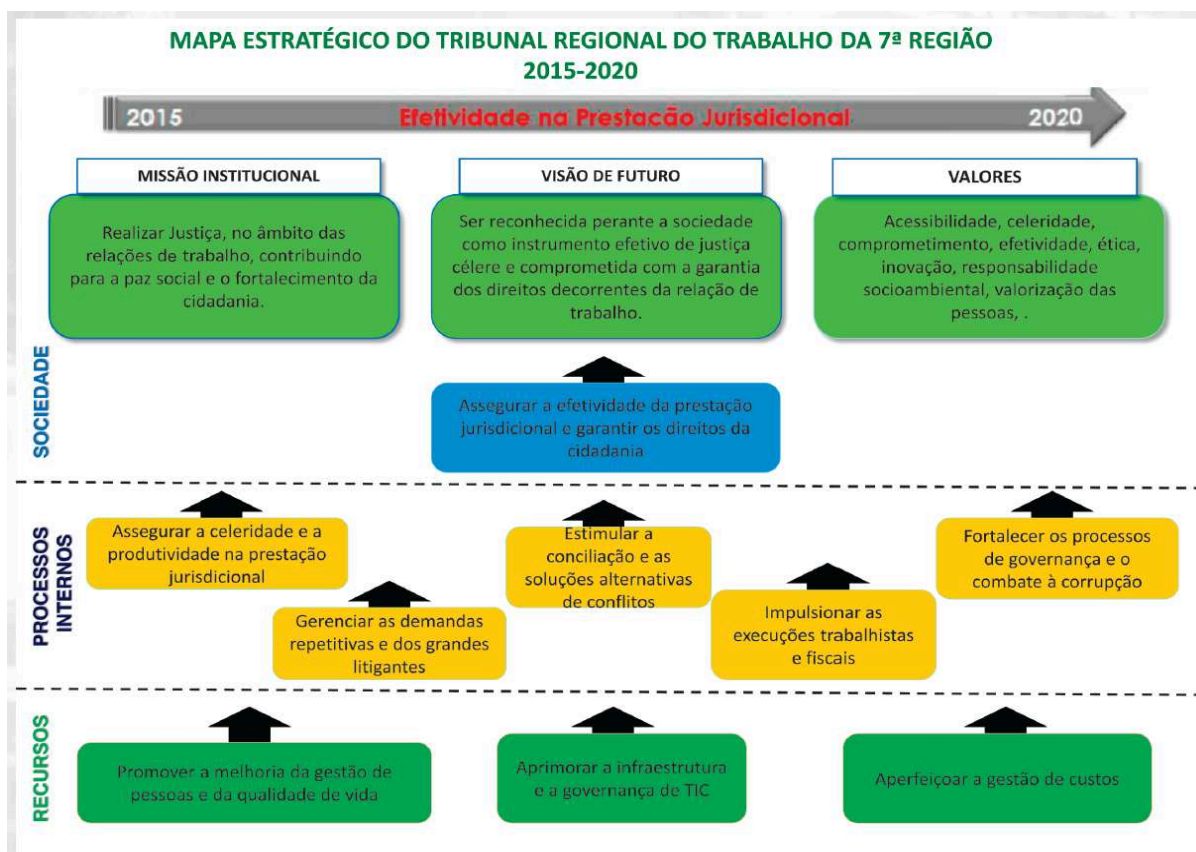 MAPA ESTRATÉGICO DO TRIBUNAL REGIONAL DO TRABALHO DA 7ª REGIÃO
2015-2020
2015 Efetividade na Prestacão Jurisdicional 2020
MISSÃO INSTITUCIONAL
Realizar Justiça, no âmbito das
relações de trabalho, contribuindo
para a paz social e o fortalecimento da
cidadania.
VISÃO DE FUTURO
Ser reconhecida perante a sociedade
como instrumento efetivo de justiça
célere e comprometida com a garantia
dos direitos decorrentes da relação de
trabalho.
VALORES
Acessibilidade, celeridade,
comprometimento, efetividade, ética,
inovação, responsabilidade
socioambiental, valorização das
pessoas, .
SOCIEDADE
Assegurar a efetividade da prestação
jurisdicional e garantir os direitos da
cidadania
PROCESSOS
INTERNOS
Assegurar a celeridade e a
produtividade na prestação
jurisdicional
Gerenciar as demandas
repetitivas e dos grandes
litigantes
Estimular a
conciliação e as
soluções alternativas
de conflitos
Impulsionar as
execuções trabalhistas
e fiscais
Fortalecer os processos
de governança e o
combate à corrupção
RECURSOS
Promover a melhoria da gestão de
pessoas e da qualidade de vida
Aprimorar a infraestrutura
e a governança de TIC
Aperfeiçoar a gestão de custos